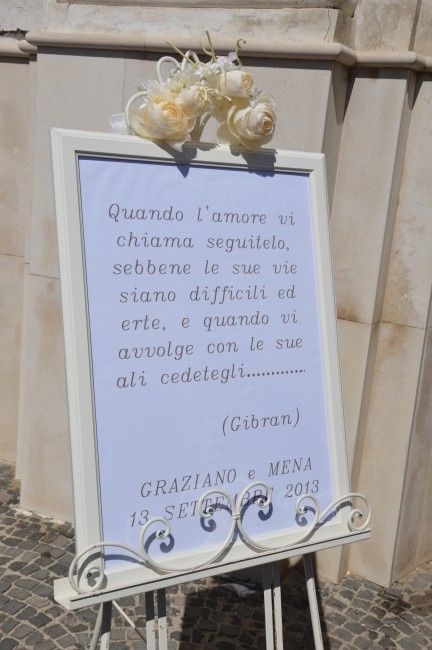 Quando l'amore vi
chiama seguitelo,
sebbene le sue vie
siano difficili ed
erte, e quando vi
avvolge con le sue
ali cedetegli............
(Gibran)
GRAZIANO e MENA
13 SETTEMBRE 2013